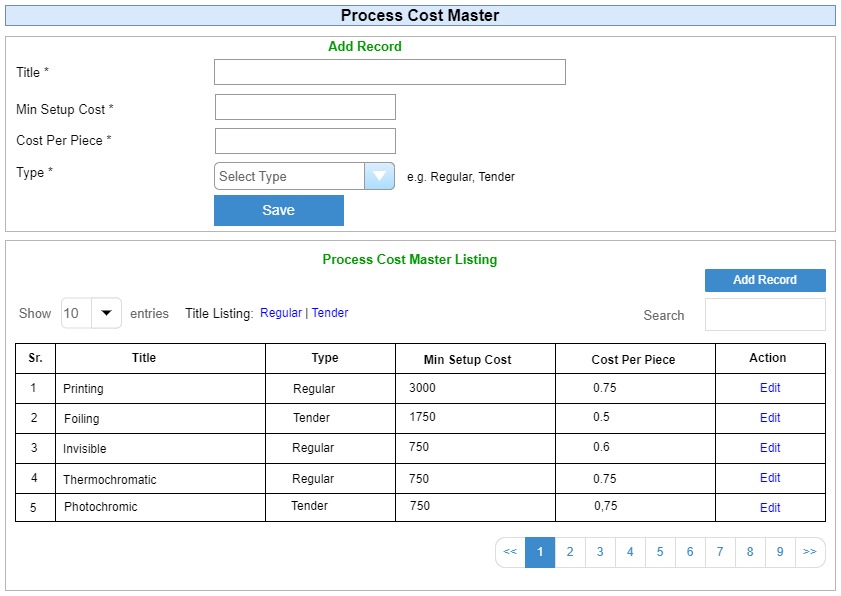 Process Cost Master
Add Record
Title *
Min Setup Cost *
Cost Per Piece *
Type * Select Type e.g. Regular, Tender
Save
Process Cost Master Listing
Add Record
Show 10 entries Title Listing: Regular | Tender Search
Sr. Title Type Min Setup Cost Cost Per Piece Action
1 Printing Regular 3000 0.75 Edit
2 Foiling Tender 1750 0.5 Edit
3 Invisible Regular 750 0.6 Edit
4 Thermochromatic Regular 750 0.75 Edit
5 Photochromic Tender 750 0,75 Edit
<< 1 2 3 4 5 6 7 8 9 >>